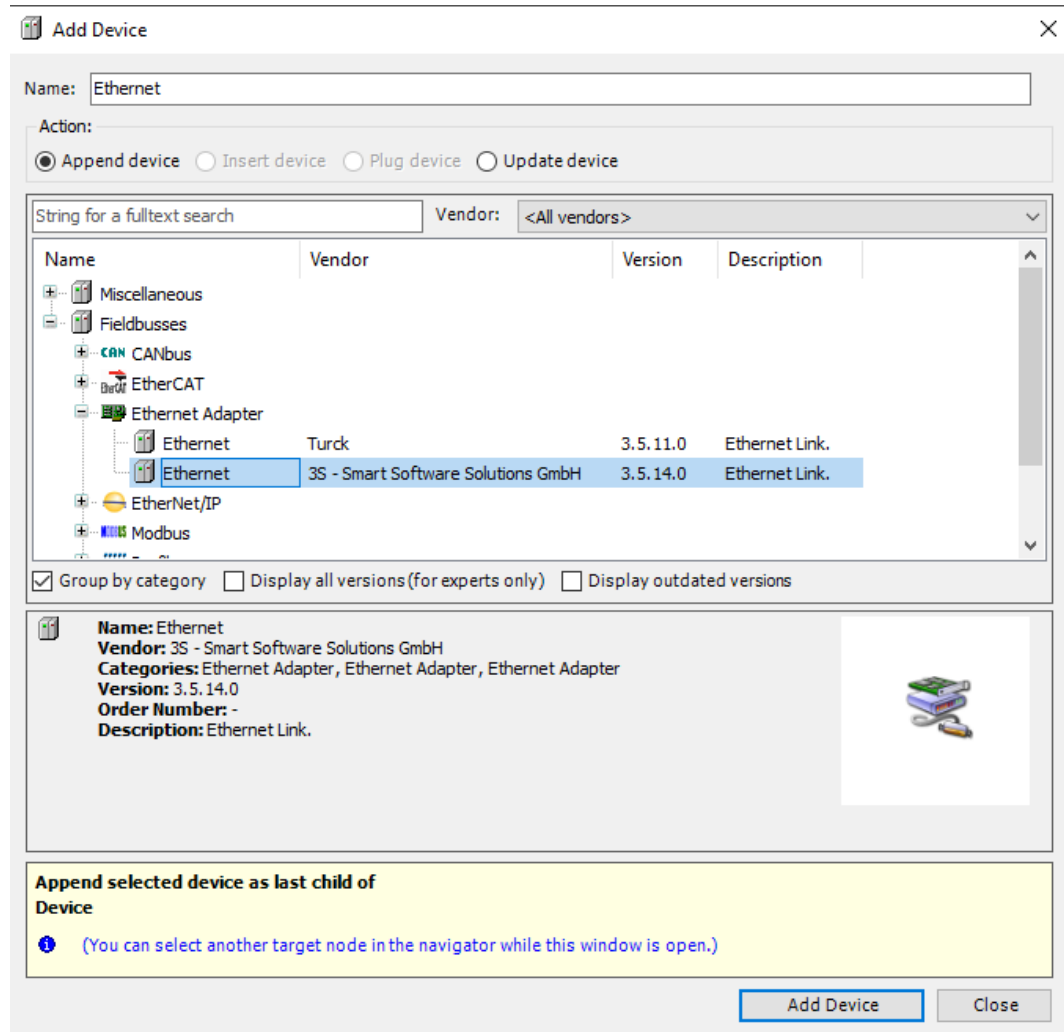 Add Device
Name: Ethernet
Action:
Append device Insert device Plug device Update device
String for a fulltext search Vendor: <All vendors>
Name Vendor Version Description
Miscellaneous
Fieldbusses
CAN CANbus
EtherCAT EtherCAT
Ethernet Adapter
Ethernet Turck 3.5.11.0 Ethernet Link.
Ethernet 3S - Smart Software Solutions GmbH 3.5.14.0 Ethernet Link.
EtherNet/IP
Modbus
Group by category Display all versions (for experts only) Display outdated versions
Name: Ethernet
Vendor: 3S - Smart Software Solutions GmbH
Categories: Ethernet Adapter, Ethernet Adapter, Ethernet Adapter
Version: 3.5.14.0
Order Number: -
Description: Ethernet Link.
Append selected device as last child of
Device
(You can select another target node in the navigator while this window is open.)
Add Device Close